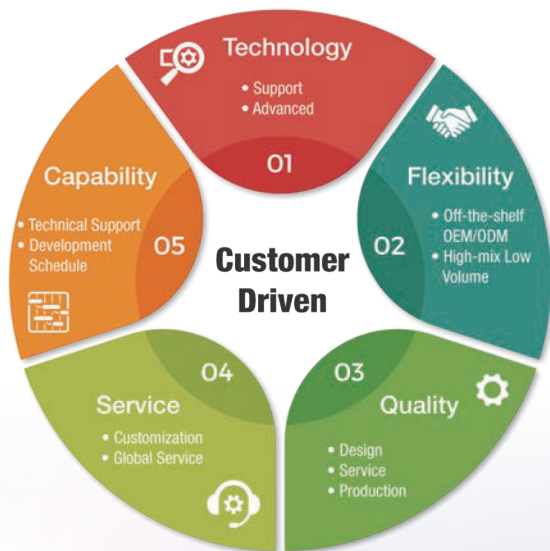 Technology
• Support
• Advanced
01
Flexibility
• Off-the-shelf
OEM/ODM
• High-mix Low
Volume
02
Quality
• Design
• Service
• Production
03
Service
• Customization
• Global Service
04
Capability
• Technical Support
• Development
Schedule
05
Customer
Driven